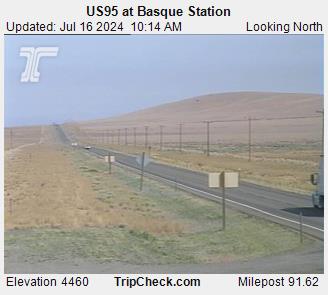 US95 at Basque Station
Updated: Jul 16 2024 10:14 AM Looking North
Elevation 4460 TripCheck.com Milepost 91.62